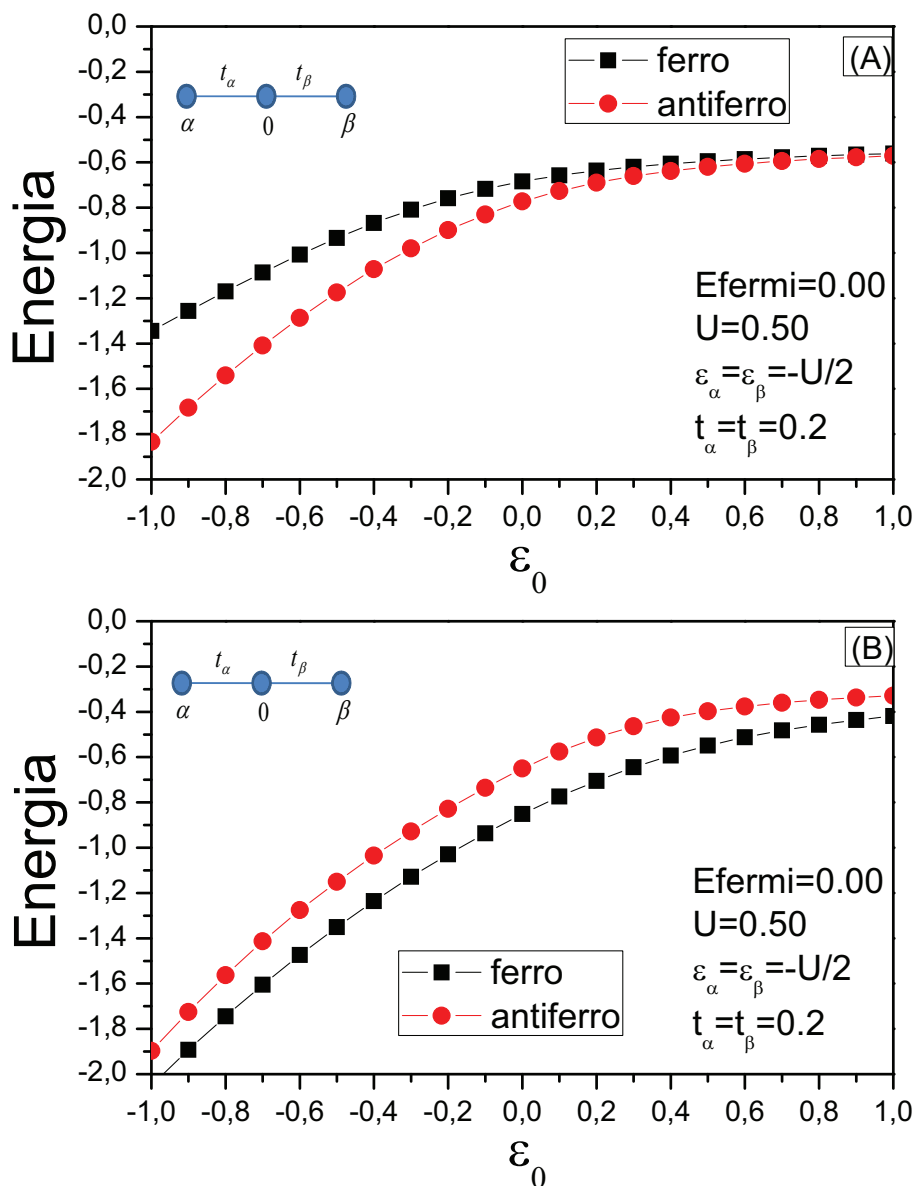 0,0
-0,2
-0,4
-0,6
-0,8
-1,0
-1,2
-1,4
-1,6
-1,8
-2,0
Energia
tα tβ
α 0 β
ferro
antiferro
(A)
Efermi=0.00
U=0.50
εα=εβ=-U/2
tα=tβ=0.2
-1,0 -0,8 -0,6 -0,4 -0,2 0,0 0,2 0,4 0,6 0,8 1,0
ε0
0,0
-0,2
-0,4
-0,6
-0,8
-1,0
-1,2
-1,4
-1,6
-1,8
-2,0
Energia
tα tβ
α 0 β
(B)
Efermi=0.00
U=0.50
εα=εβ=-U/2
tα=tβ=0.2
ferro
antiferro
-1,0 -0,8 -0,6 -0,4 -0,2 0,0 0,2 0,4 0,6 0,8 1,0
ε0